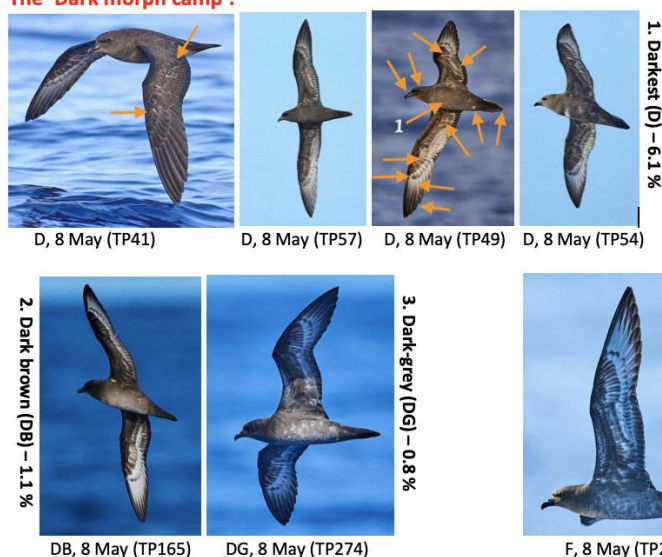 The 'Dark morph camp'.
D, 8 May (TP41)
D, 8 May (TP57)
1
D, 8 May (TP49)
D, 8 May (TP54)
1. Darkest (D) – 6.1 %
2. Dark brown (DB) – 1.1 %
DB, 8 May (TP165)
DG, 8 May (TP274)
3. Dark-grey (DG) – 0.8 %
F, 8 May (TP1